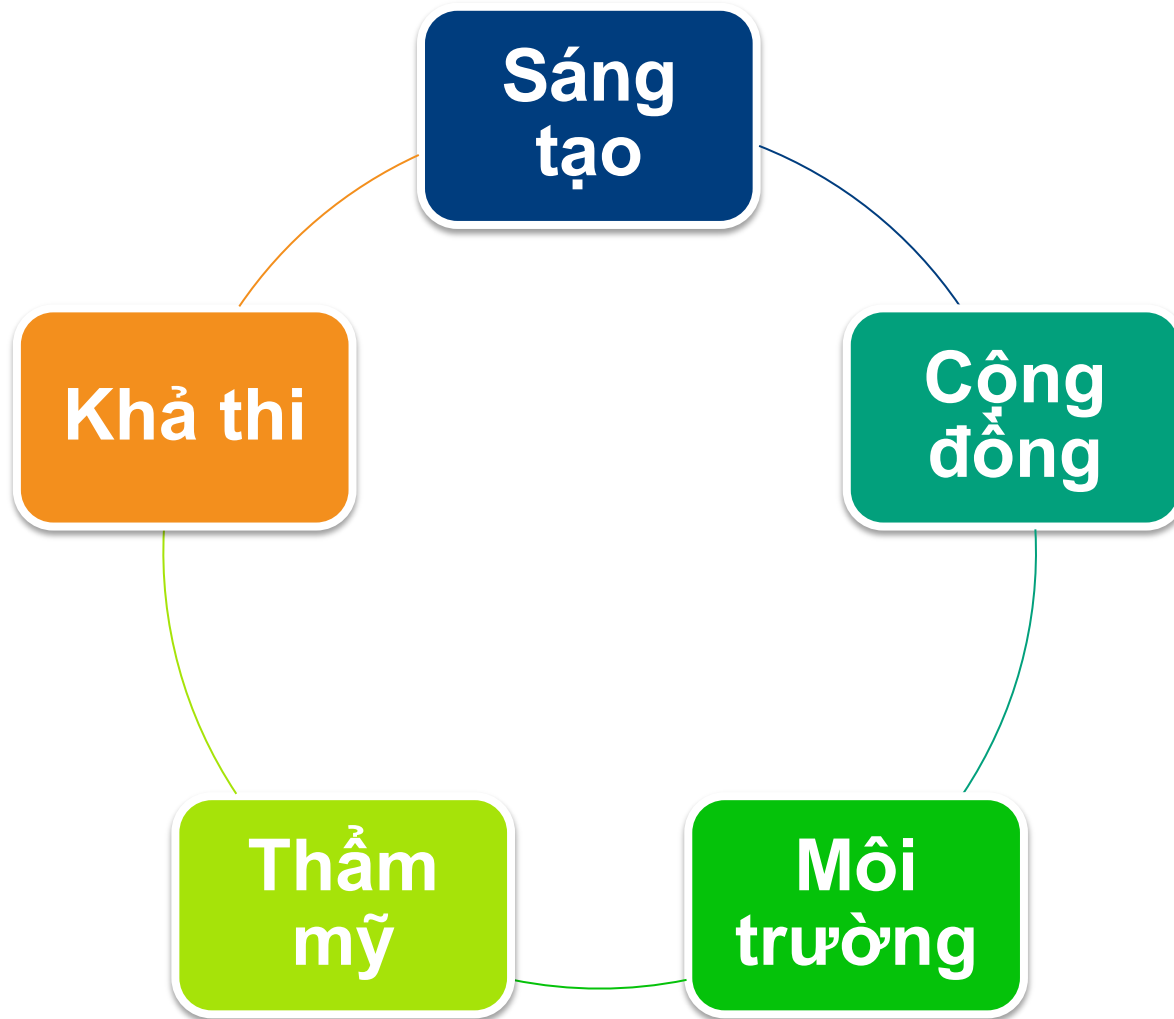 Sáng
tạo
Cộng
đồng
Môi
trường
Thẩm
mỹ
Khả thi